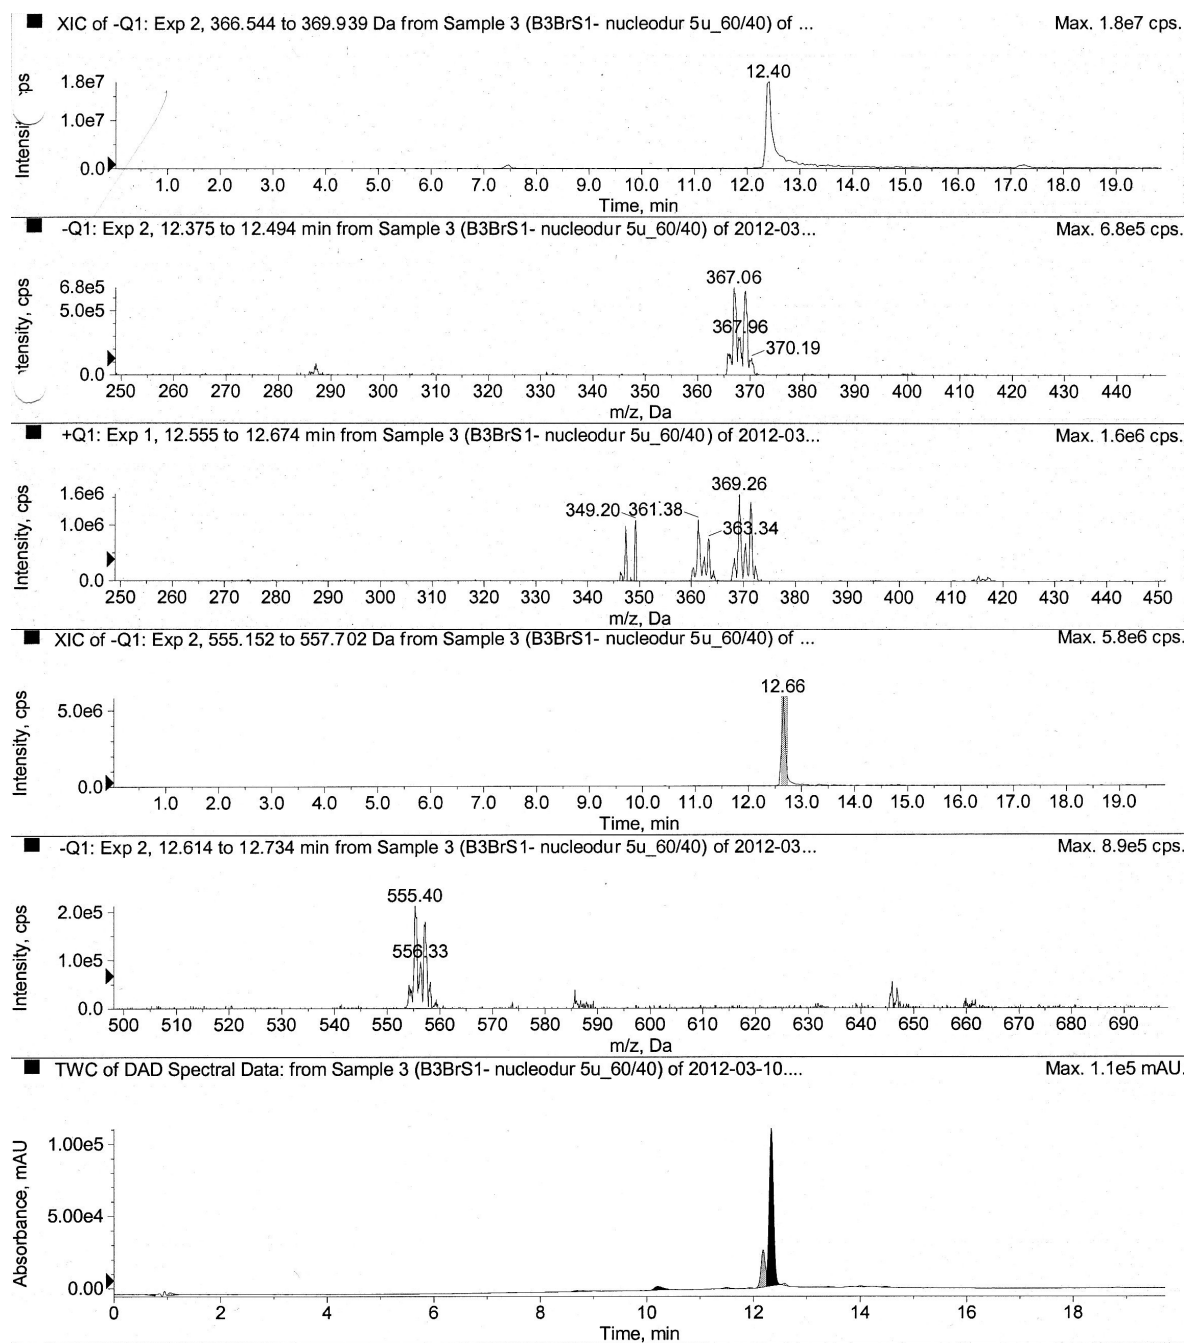 XIC of -Q1: Exp 2, 366.544 to 369.939 Da from Sample 3 (B3BrS1- nucleodur 5u_60/40) of ... Max. 1.8e7 cps.
12.40
1.8e7
1.0e7
0.0
1.0 2.0 3.0 4.0 5.0 6.0 7.0 8.0 9.0 10.0 11.0 12.0 13.0 14.0 15.0 16.0 17.0 18.0 19.0
Time, min
-Q1: Exp 2, 12.375 to 12.494 min from Sample 3 (B3BrS1- nucleodur 5u_60/40) of 2012-03... Max. 6.8e5 cps.
367.06
6.8e5
5.0e5
367.96
370.19
0.0
cps
250 260 270 280 290 300 310 320 330 340 350 360 370 380 390 400 410 420 430 440
m/z, Da
+Q1: Exp 1, 12.555 to 12.674 min from Sample 3 (B3BrS1- nucleodur 5u_60/40) of 2012-03... Max. 1.6e6 cps.
369.26
1.6e6
349.20 361.38
363.34
1.0e6
0.0
Intensity, cps
250 260 270 280 290 300 310 320 330 340 350 360 370 380 390 400 410 420 430 440 450
m/z, Da
XIC of -Q1: Exp 2, 555.152 to 557.702 Da from Sample 3 (B3BrS1- nucleodur 5u_60/40) of ... Max. 5.8e6 cps.
12.66
5.0e6
0.0
Intensity, cps
1.0 2.0 3.0 4.0 5.0 6.0 7.0 8.0 9.0 10.0 11.0 12.0 13.0 14.0 15.0 16.0 17.0 18.0 19.0
Time, min
-Q1: Exp 2, 12.614 to 12.734 min from Sample 3 (B3BrS1- nucleodur 5u_60/40) of 2012-03... Max. 8.9e5 cps.
555.40
2.0e5
556.33
1.0e5
0.0
Intensity, cps
500 510 520 530 540 550 560 570 580 590 600 610 620 630 640 650 660 670 680 690
m/z, Da
TWC of DAD Spectral Data: from Sample 3 (B3BrS1- nucleodur 5u_60/40) of 2012-03-10.... Max. 1.1e5 mAU.
1.00e5
5.00e4
0.00
Absorbance, mAU
0 2 4 6 8 10 12 14 16 18
Time, min